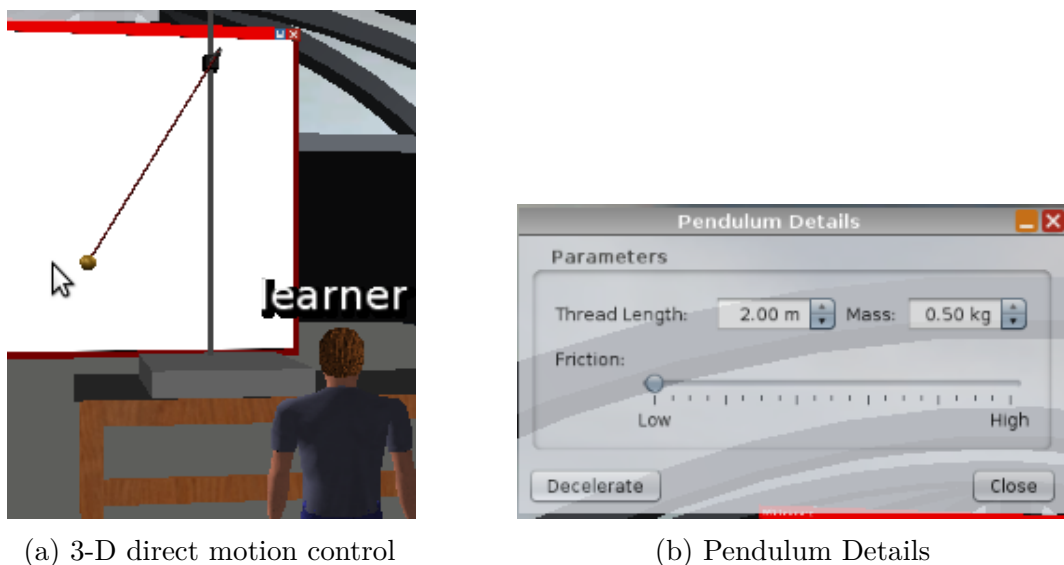 learner
(a) 3-D direct motion control
Pendulum Details
Parameters
Thread Length: 2.00 m Mass: 0.50 kg
Friction:
Low High
Decelerate Close
(b) Pendulum Details